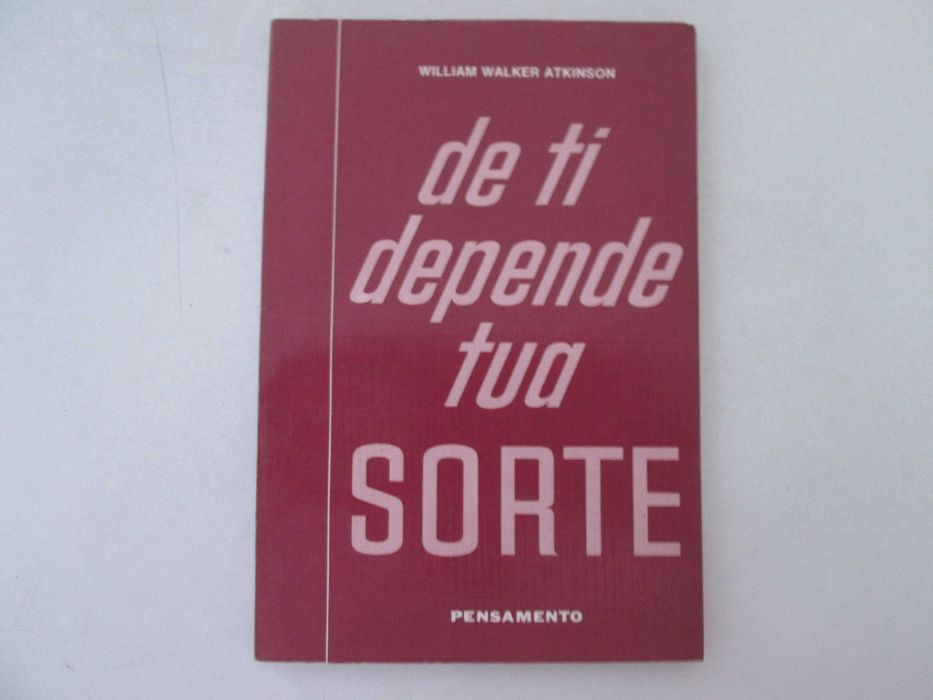 WILLIAM WALKER ATKINSON
de ti
depende
tua
SORTE
PENSAMENTO